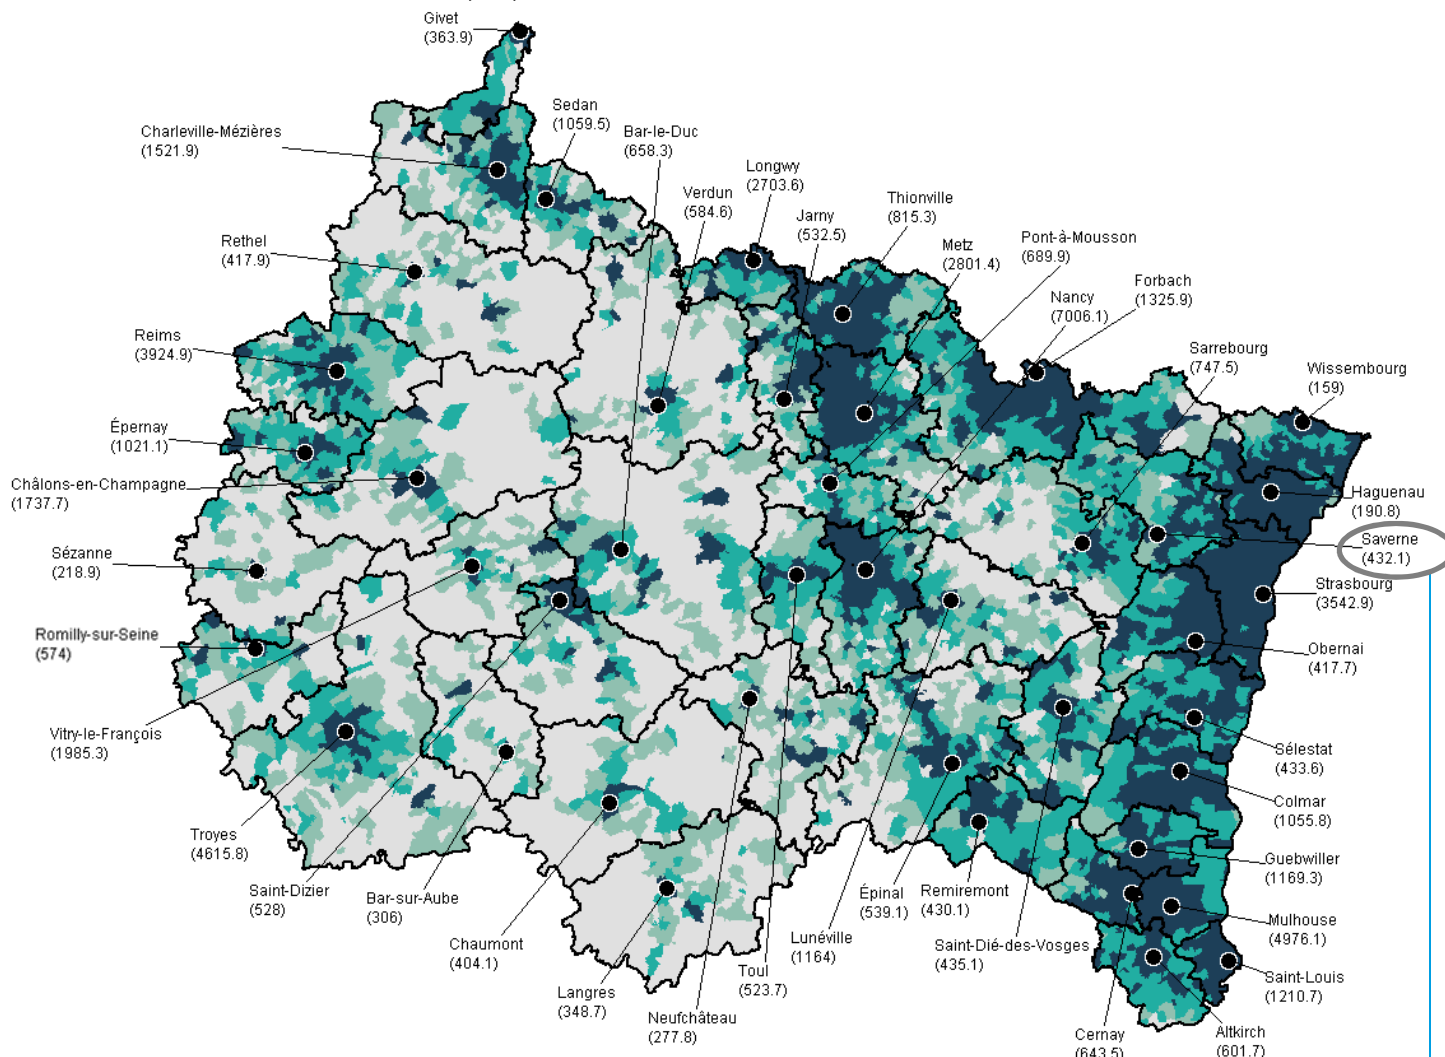 Givet
(363.9)
Sedan
(1059.5)
Charleville-Mézières
(1521.9)
Bar-le-Duc
(658.3)
Longwy
(2703.6)
Verdun
(584.6)
Jarny
(532.5)
Thionville
(815.3)
Metz
(2801.4)
Pont-à-Mousson
(689.9)
Forbach
(1325.9)
Nancy
(7006.1)
Rethel
(417.9)
Reims
(3924.9)
Sarrebourg
(747.5)
Wissembourg
(159)
Épernay
(1021.1)
Châlons-en-Champagne
(1737.7)
Haguenau
(190.8)
Saverne
(432.1)
Sézanne
(218.9)
Strasbourg
(3542.9)
Romilly-sur-Seine
(574)
Obernai
(417.7)
Vitry-le-François
(1985.3)
Sélestat
(433.6)
Colmar
(1055.8)
Troyes
(4615.8)
Guebwiller
(1169.3)
Saint-Dizier
(528)
Bar-sur-Aube
(306)
Épinal
(539.1)
Remiremont
(430.1)
Mulhouse
(4976.1)
Chaumont
(404.1)
Lunéville
(1164)
Saint-Dié-des-Vosges
(435.1)
Toul
(523.7)
Saint-Louis
(1210.7)
Langres
(348.7)
Neufchâteau
(277.8)
Cernay
(643.5)
Altkirch
(601.7)